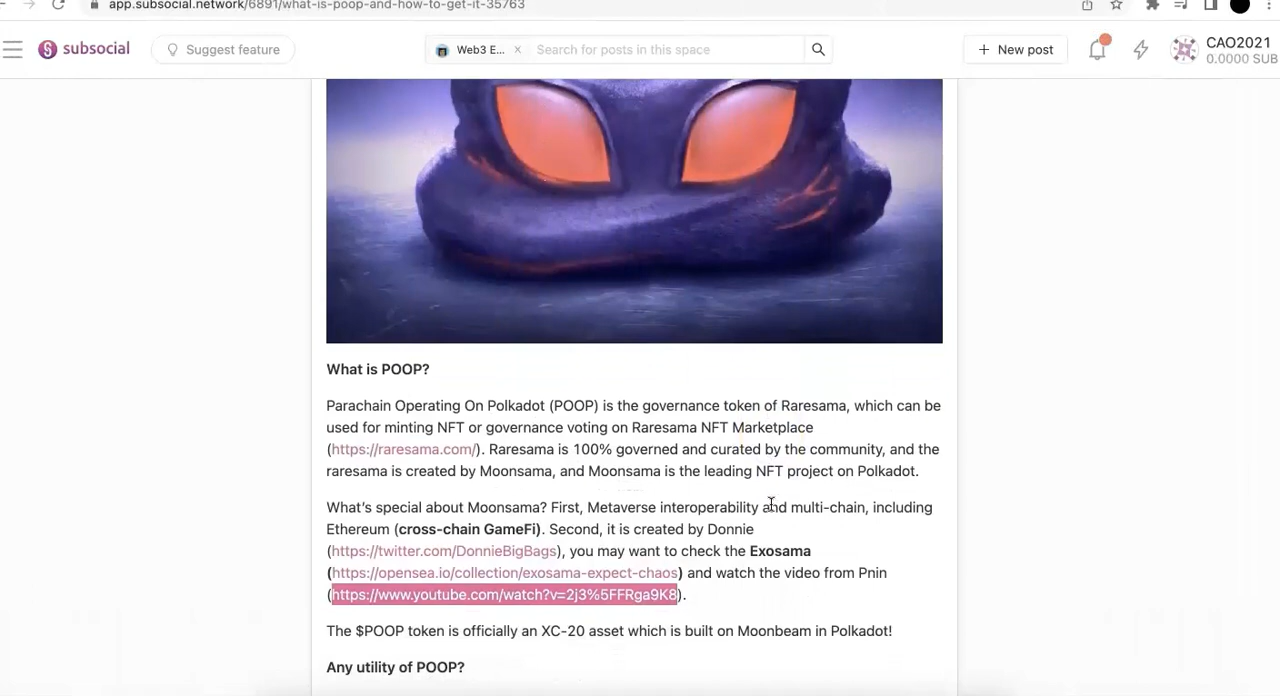 app.subsocial.network/6891/what-is-poop-and-how-to-get-it-35763
subsocial
Suggest feature
Web3 E... ×
Search for posts in this space
+ New post
CAO2021
0.0000 SUB
What is POOP?
Parachain Operating On Polkadot (POOP) is the governance token of Raresama, which can be
used for minting NFT or governance voting on Raresama NFT Marketplace
(https://raresama.com/). Raresama is 100% governed and curated by the community, and the
raresama is created by Moonsama, and Moonsama is the leading NFT project on Polkadot.
What's special about Moonsama? First, Metaverse interoperability and multi-chain, including
Ethereum (cross-chain GameFi). Second, it is created by Donnie
(https://twitter.com/DonnieBigBags), you may want to check the Exosama
(https://opensea.io/collection/exosama-expect-chaos) and watch the video from Pnin
(https://www.youtube.com/watch?v=2j3%5FFRga9K8).
The $POOP token is officially an XC-20 asset which is built on Moonbeam in Polkadot!
Any utility of POOP?